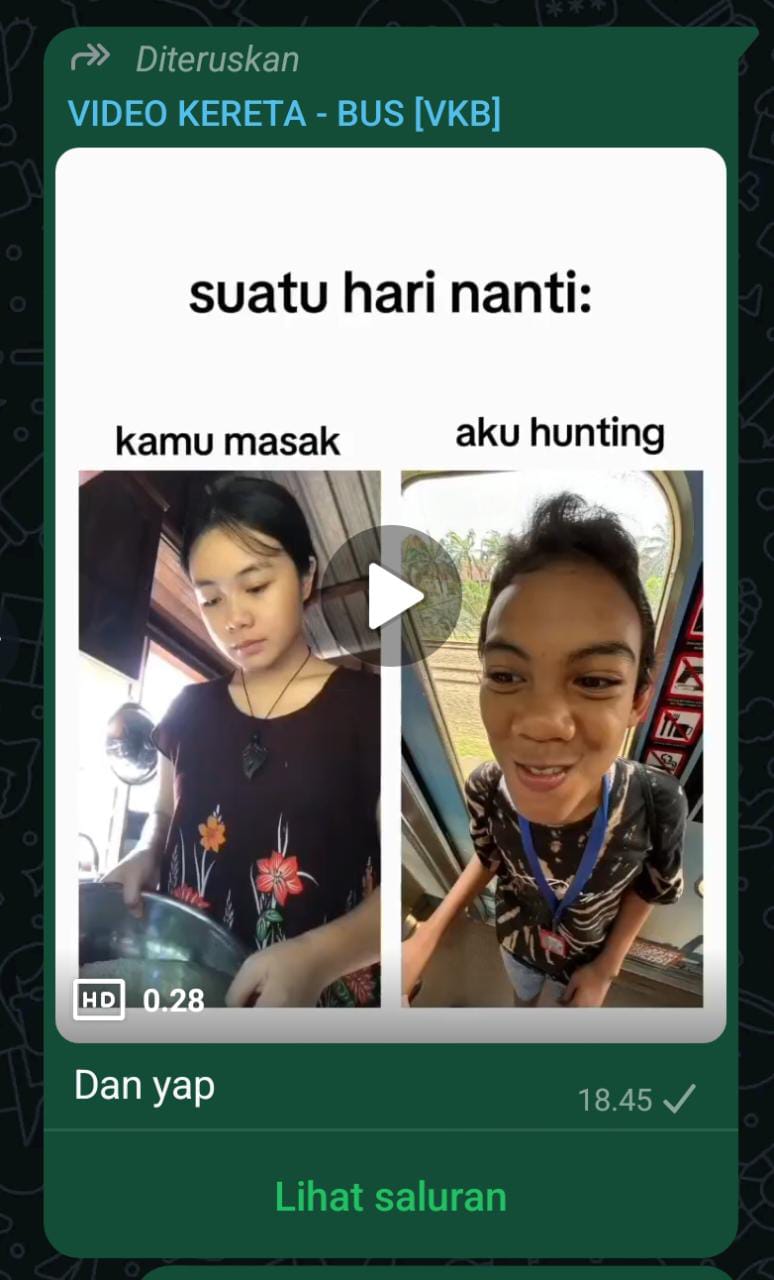 Diteruskan
VIDEO KERETA - BUS [VKB]
suatu hari nanti:
kamu masak
aku hunting
HD 0.28
Dan yap
18.45
Lihat saluran